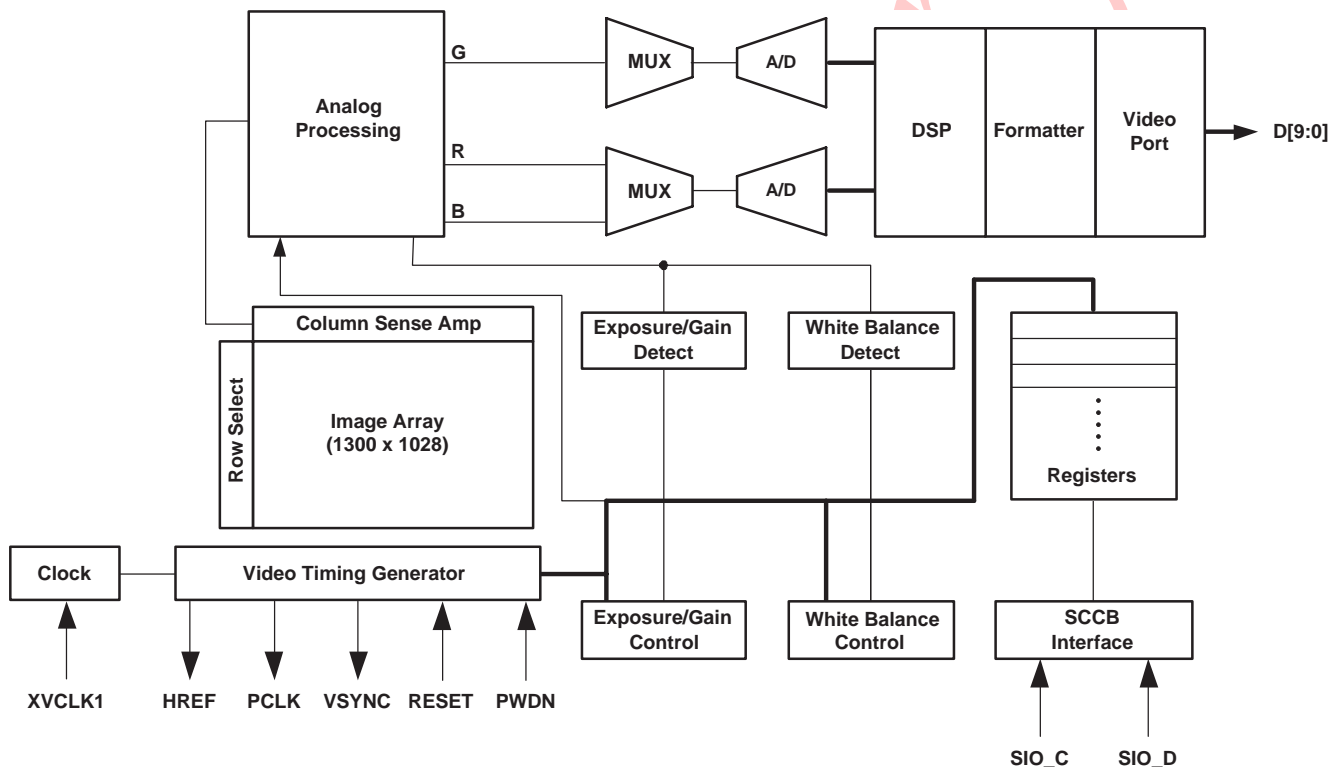 G
MUX
A/D
Analog
Processing
DSP
Formatter
Video
Port
D[9:0]
R
MUX
A/D
B
Column Sense Amp
Exposure/Gain
Detect
White Balance
Detect
Row Select
Image Array
(1300 x 1028)
Registers
Clock
Video Timing Generator
Exposure/Gain
Control
White Balance
Control
SCCB
Interface
XVCLK1
HREF
PCLK
VSYNC
RESET
PWDN
SIO_C
SIO_D